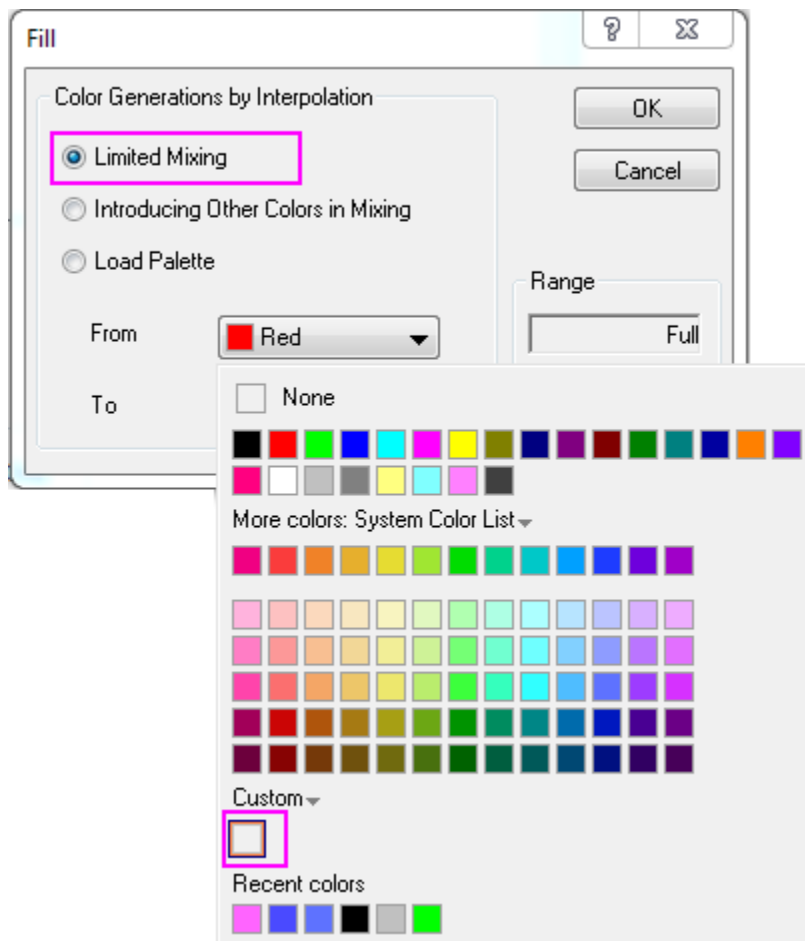 Fill
Color Generations by Interpolation
OK
Limited Mixing
Cancel
Introducing Other Colors in Mixing
Load Palette
Range
From
Red
Full
To
None
More colors: System Color List
Custom
Recent colors